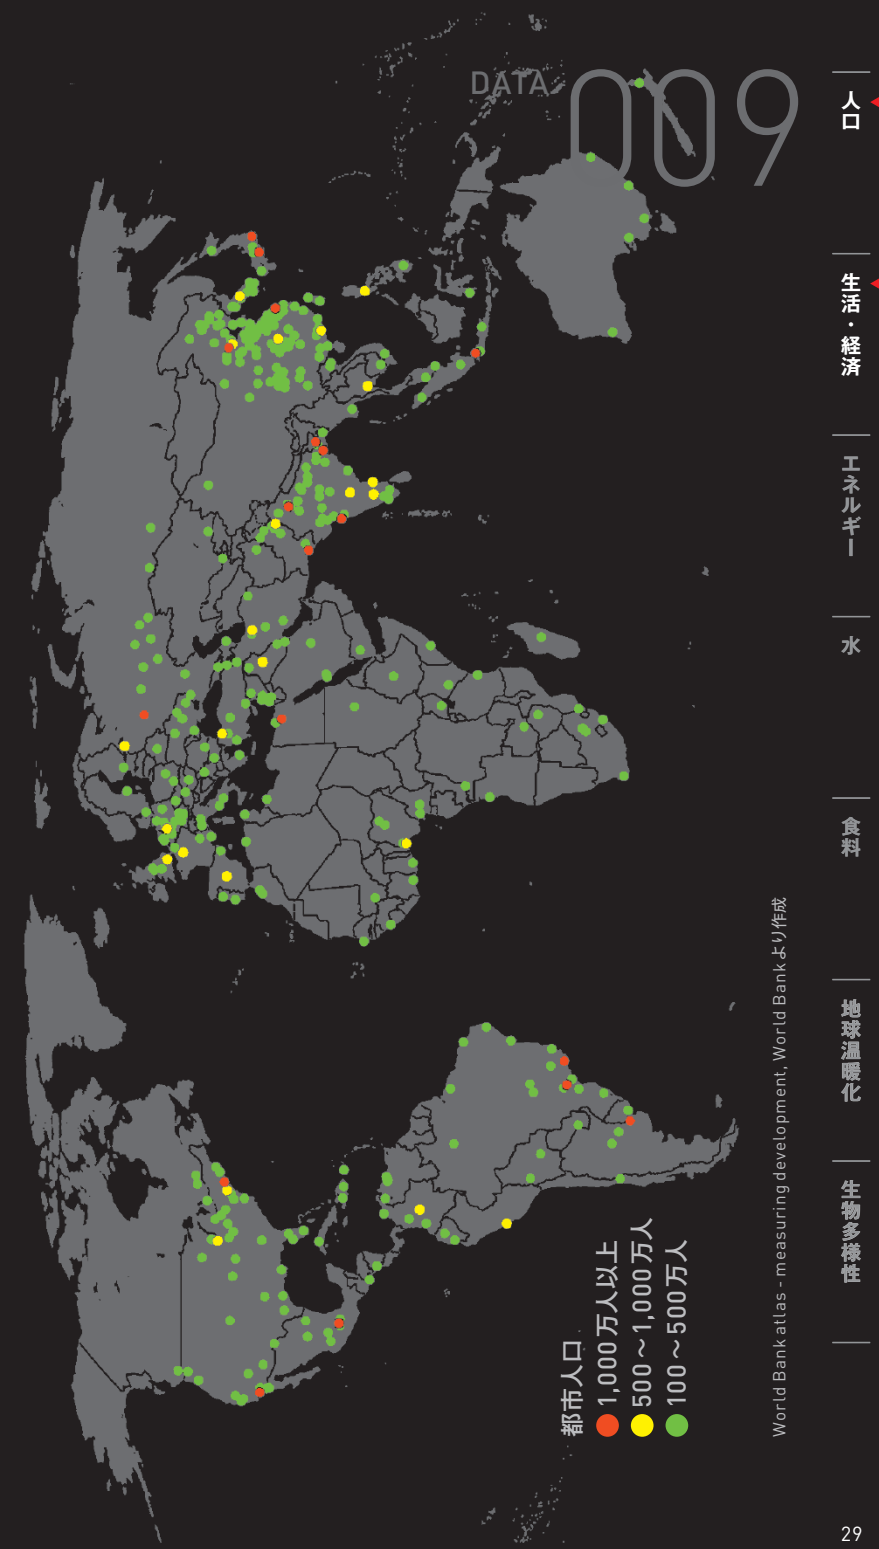 DATA
009
人口
生活・経済
エネルギー
水
食料
地球温暖化
生物多様性
都市人口
1,000万人以上
500～1,000万人
100～500万人
World Bank atlas - measuring development, World Bankより作成
29